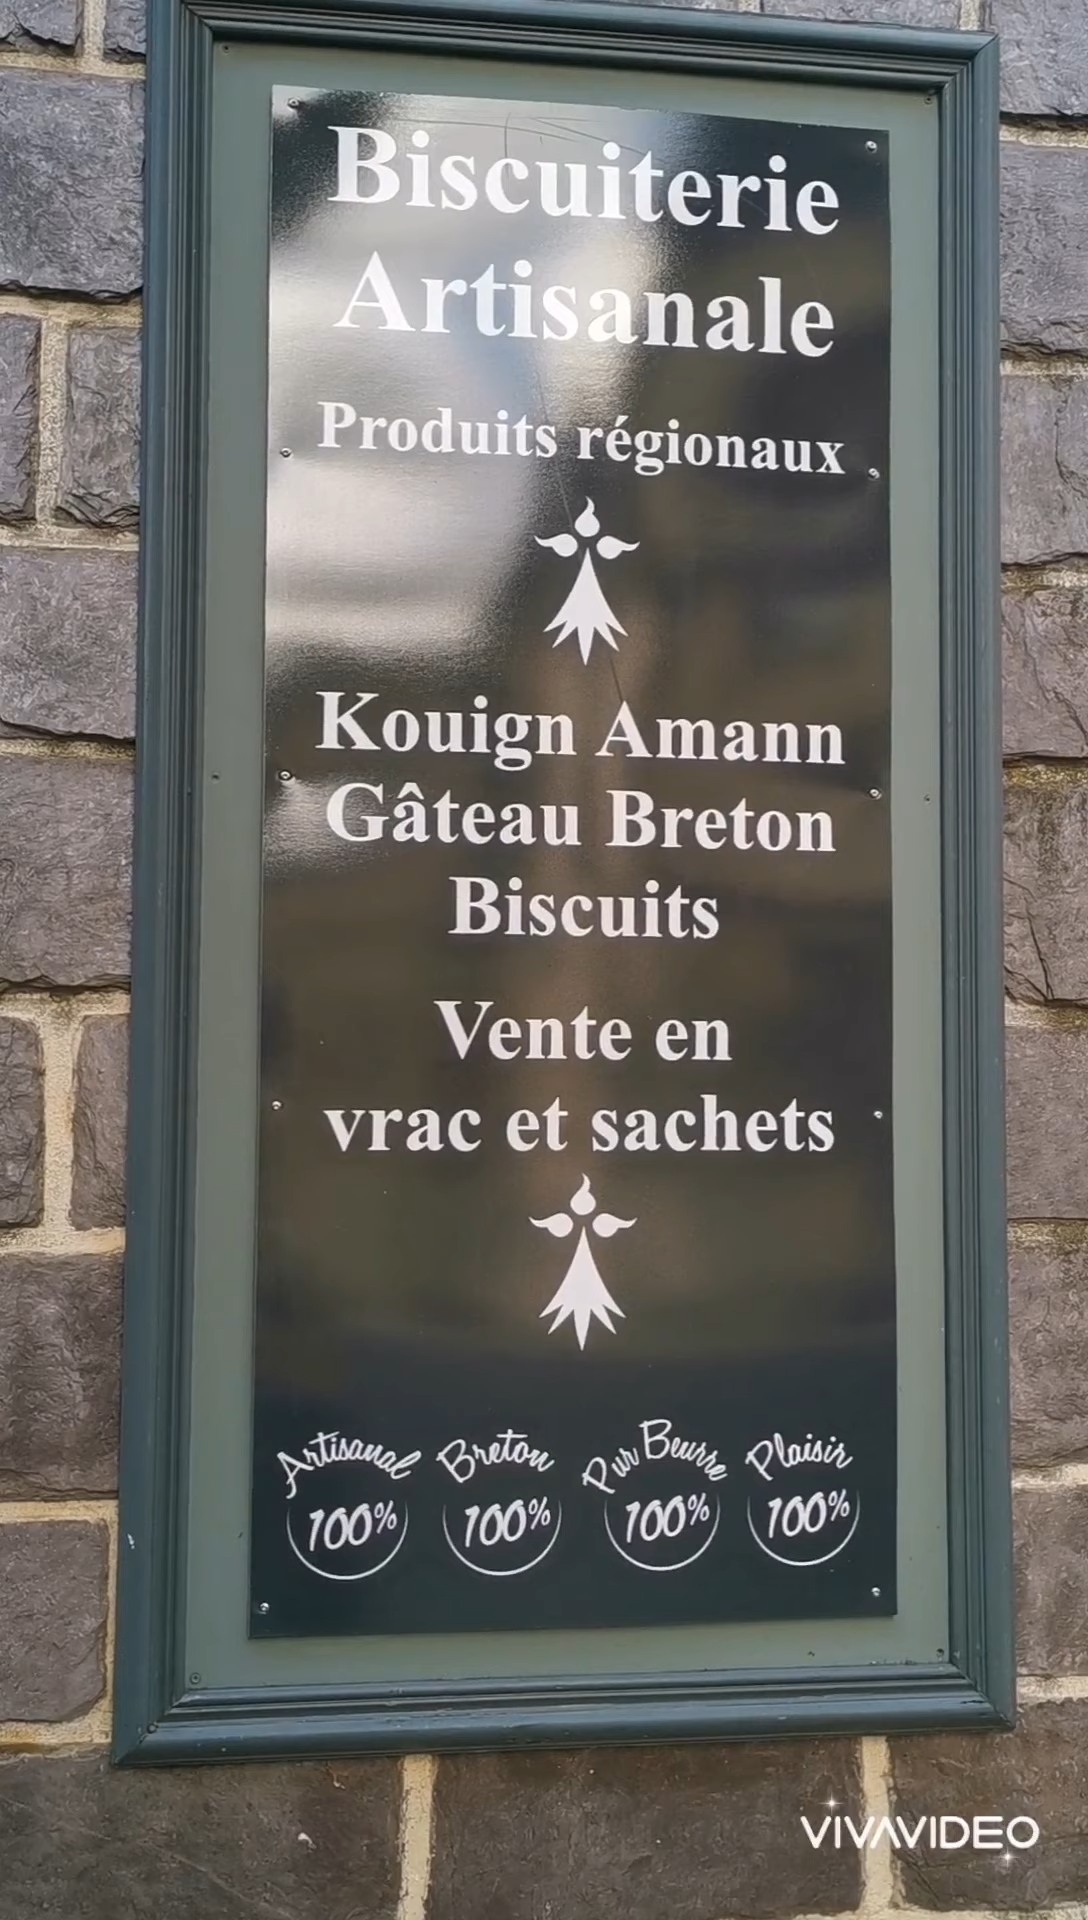 Biscuiterie
Artisanale
Produits régionaux
Kouign Amann
Gâteau Breton
Biscuits
Vente en
vrac et sachets
Artisanal
100%
Breton
100%
Pur Beurre
100%
Plaisir
100%
VIVAVIDEO